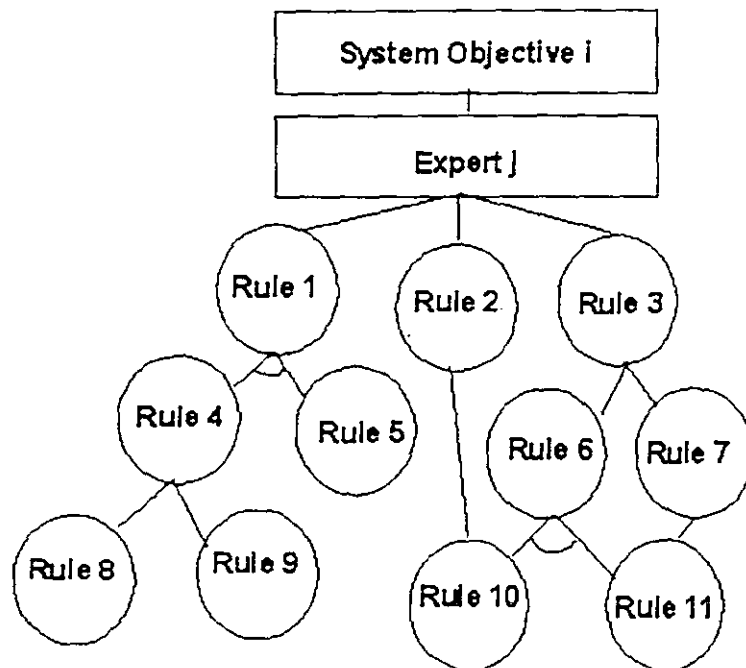 System Objective i
Expert j
Rule 1
Rule 2
Rule 3
Rule 4
Rule 5
Rule 6
Rule 7
Rule 8
Rule 9
Rule 10
Rule 11